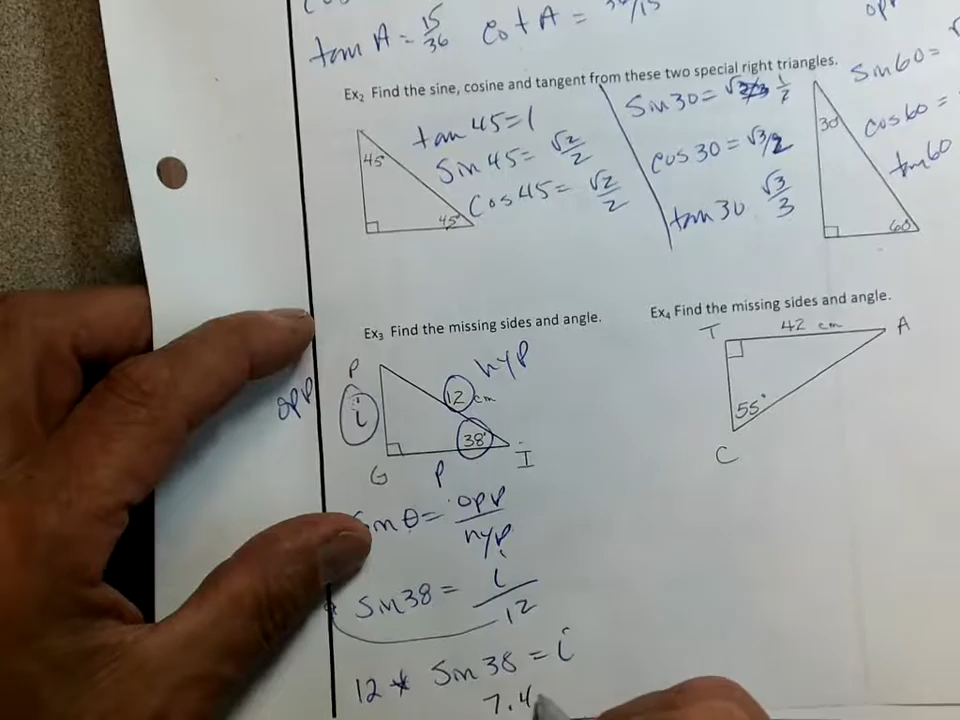 tan A = 15/36 cot A = 36/15
Ex2 Find the sine, cosine and tangent from these two special right triangles.
45°
45°
tan 45 = 1
sin 45 = √2/2
cos 45 = √2/2
sin 30 = 1/2
cos 30 = √3/2
tan 30 √3/3
30
60
sin 60 =
cos 60 =
tan 60
Ex3 Find the missing sides and angle.
P
hyp
12 cm
opp
i
38°
G
P
I
sin θ = opp/hyp
sin 38 = i/12
12 * sin 38 = i
7.4
Ex4 Find the missing sides and angle.
T
42 cm
A
55°
C